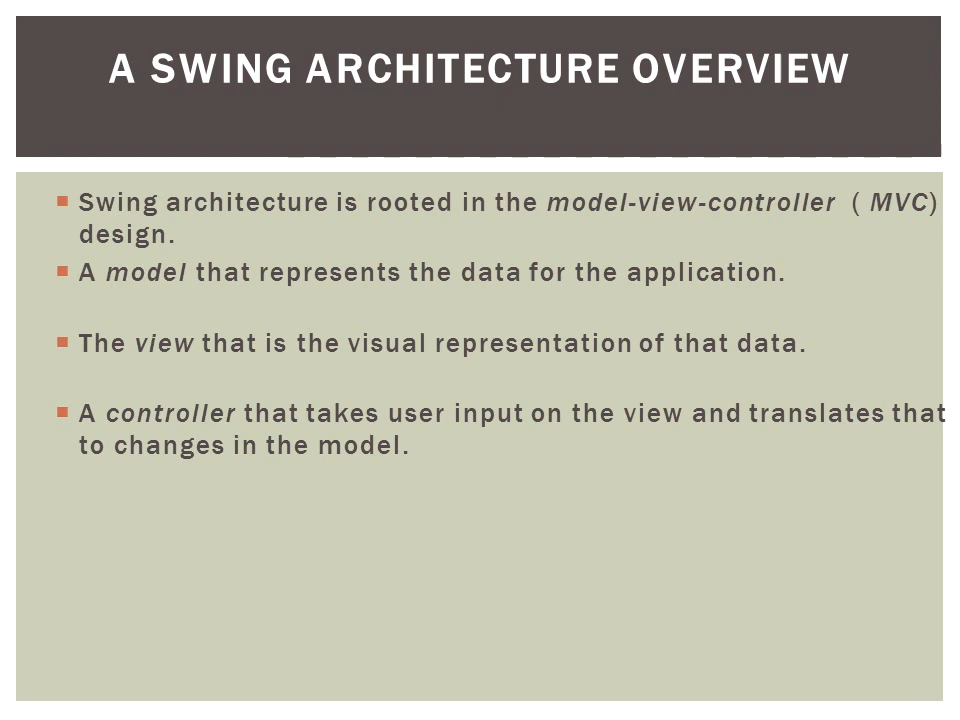 A SWING ARCHITECTURE OVERVIEW
Swing architecture is rooted in the model-view-controller ( MVC)
design.
A model that represents the data for the application.
The view that is the visual representation of that data.
A controller that takes user input on the view and translates that
to changes in the model.